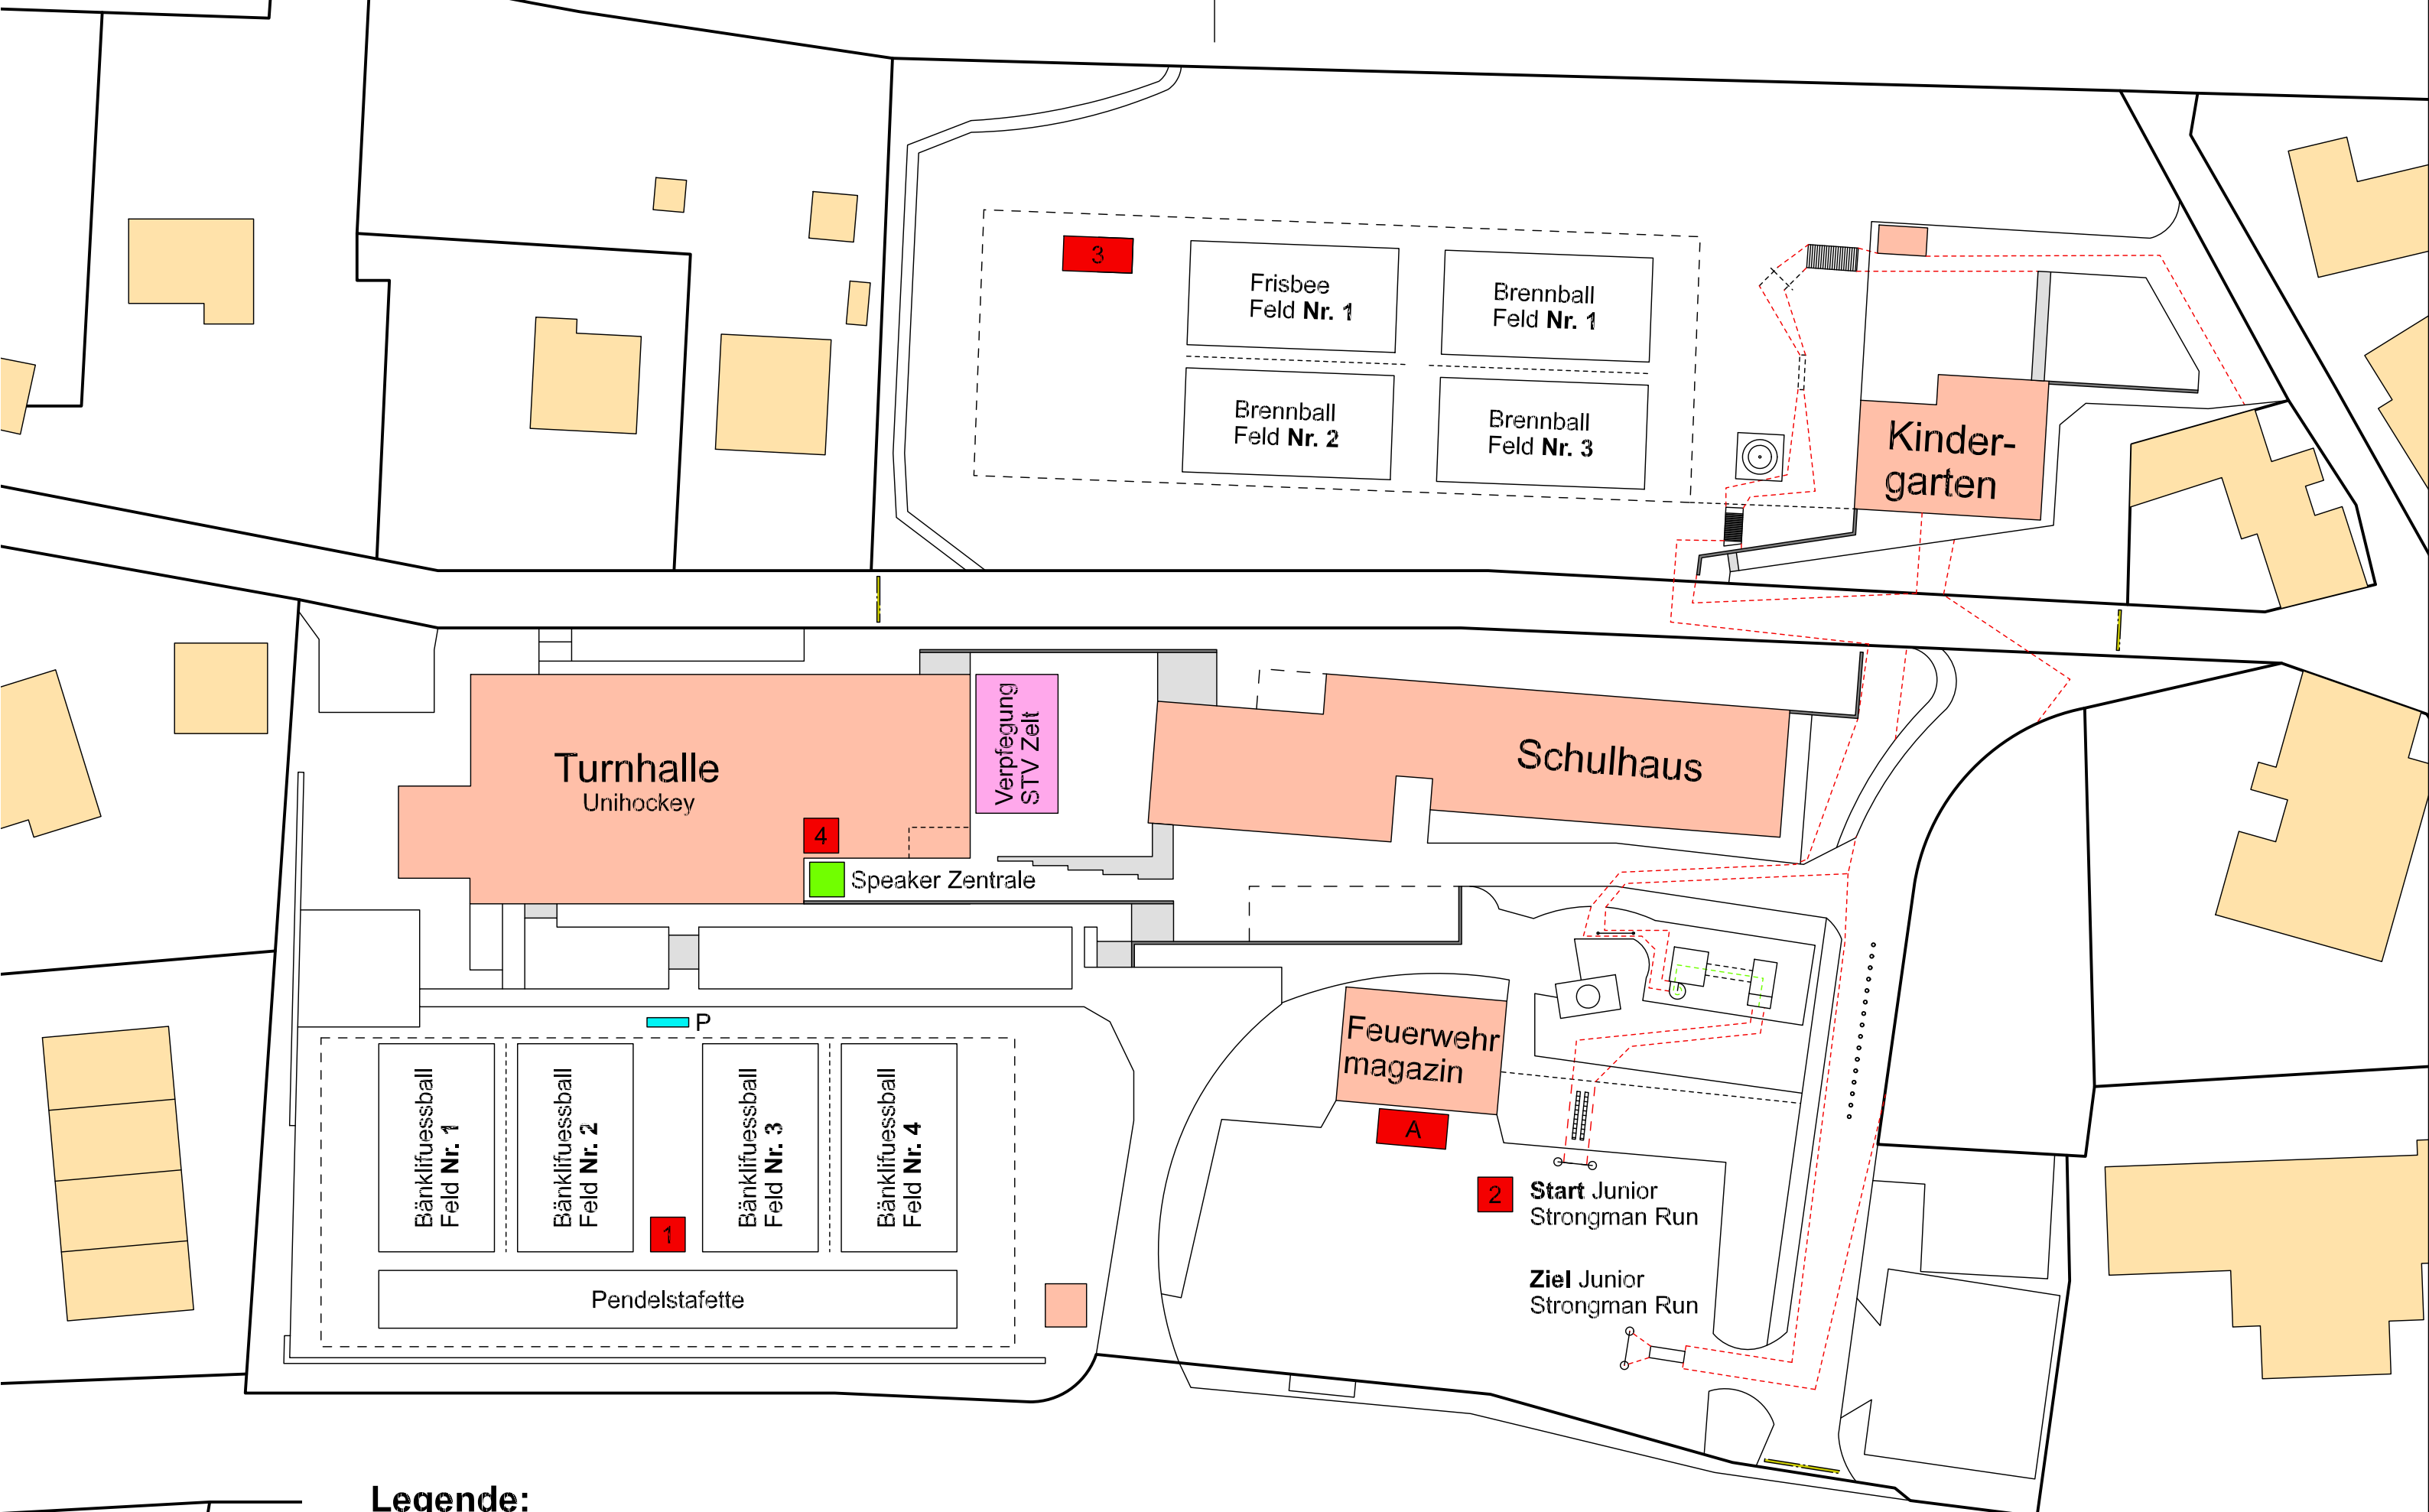 3
Frisbee
Feld Nr. 1
Brennball
Feld Nr. 1
Brennball
Feld Nr. 2
Brennball
Feld Nr. 3
Kinder-
garten
Turnhalle
Unihockey
Verpfegung
STV Zelt
Schulhaus
4
Speaker Zentrale
P
Bänklifuessball
Feld Nr. 1
Bänklifuessball
Feld Nr. 2
Bänklifuessball
Feld Nr. 3
Bänklifuessball
Feld Nr. 4
1
Pendelstafette
Feuerwehr
magazin
A
2
Start Junior
Strongman Run
Ziel Junior
Strongman Run
Legende: